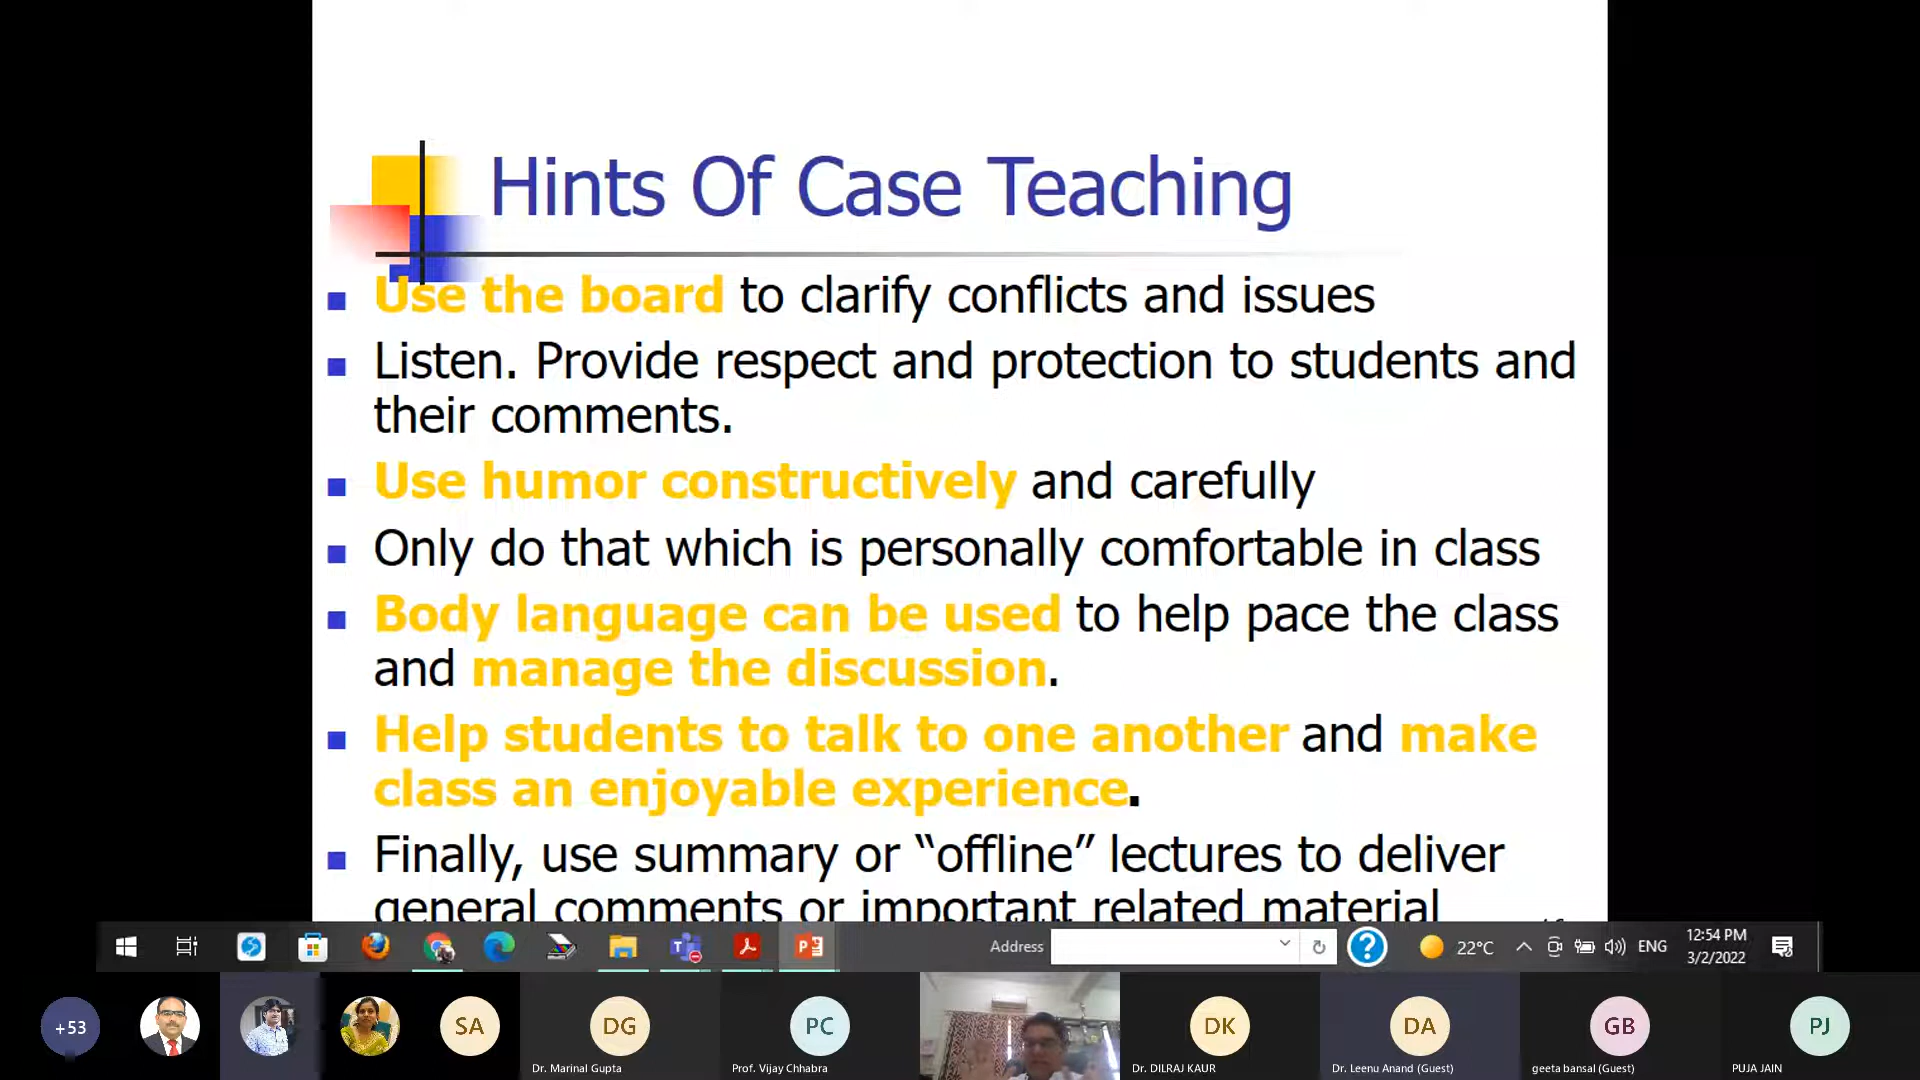 Hints Of Case Teaching
Use the board to clarify conflicts and issues
Listen. Provide respect and protection to students and
their comments.
Use humor constructively and carefully
Only do that which is personally comfortable in class
Body language can be used to help pace the class
and manage the discussion.
Help students to talk to one another and make
class an enjoyable experience.
Finally, use summary or “offline” lectures to deliver
general comments or important related material
Address
22°C
ENG
12:54 PM
3/2/2022
+53
SA
DG
Dr. Marinal Gupta
PC
Prof. Vijay Chhabra
DK
Dr. DILRAJ KAUR
DA
Dr. Leenu Anand (Guest)
GB
geeta bansal (Guest)
PJ
PUJA JAIN